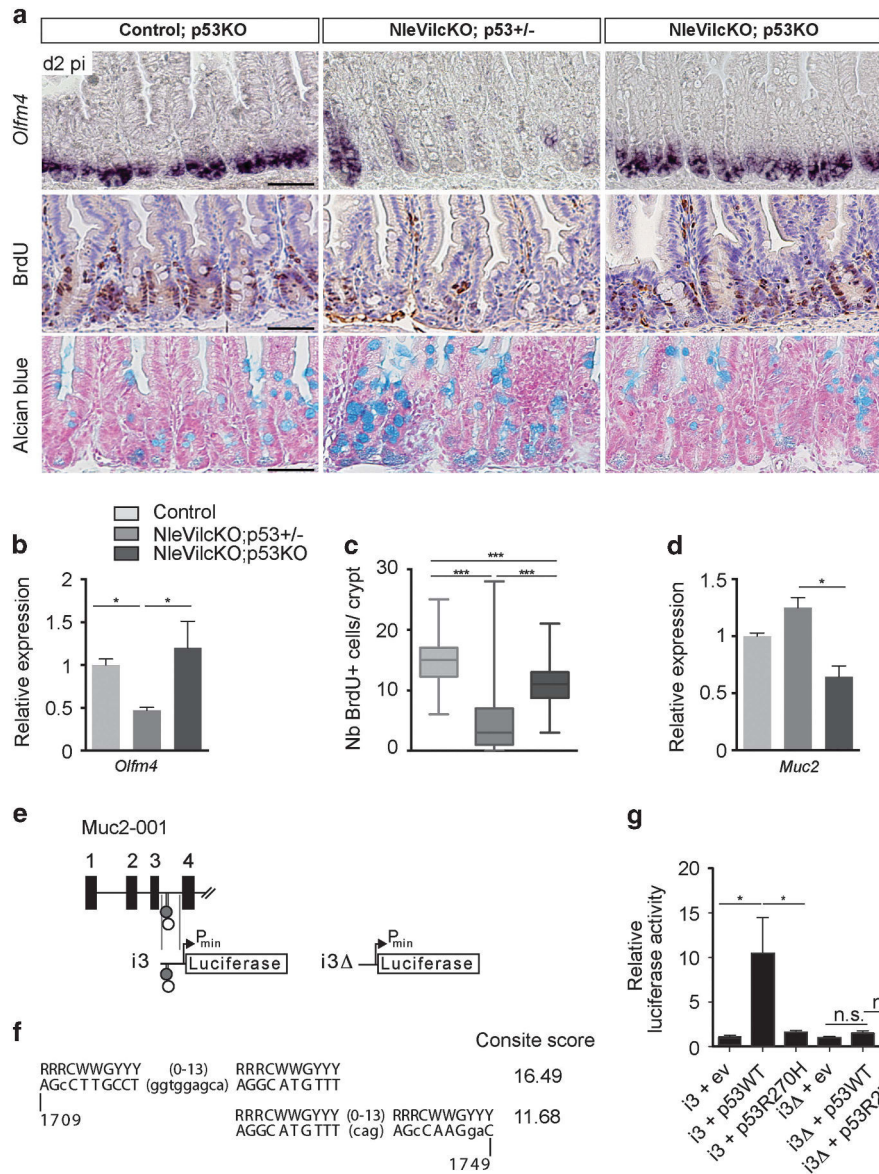 a
Control; p53KO
NleVilcKO; p53+/-
NleVilcKO; p53KO
d2 pi
Olfm4
BrdU
Alcian blue
b
Control
NleVilcKO;p53+/-
NleVilcKO;p53KO
Relative expression
2
1.5
1
0.5
0
*
*
Olfm4
c
Nb BrdU+ cells/ crypt
30
20
10
0
***
***
***
d
Relative expression
1.5
1
0.5
0
*
Muc2
e
Muc2-001
1 2 3 4
i3
Pmin
Luciferase
i3Δ
Pmin
Luciferase
f
Consite score
RRRCWWGYYY (0-13) RRRCWWGYYY
AGcCTTGCCT (ggtggagca) AGGCATGTTT
16.49
1709
RRRCWWGYYY (0-13) RRRCWWGYYY
AGGCATGTTT (cag) AGcCAAGgaC
11.68
1749
g
Relative
luciferase activity
20
15
10
5
0
*
*
n.s.
i3 + ev
i3 + p53WT
i3 + p53R270H
i3Δ + ev
i3Δ + p53WT